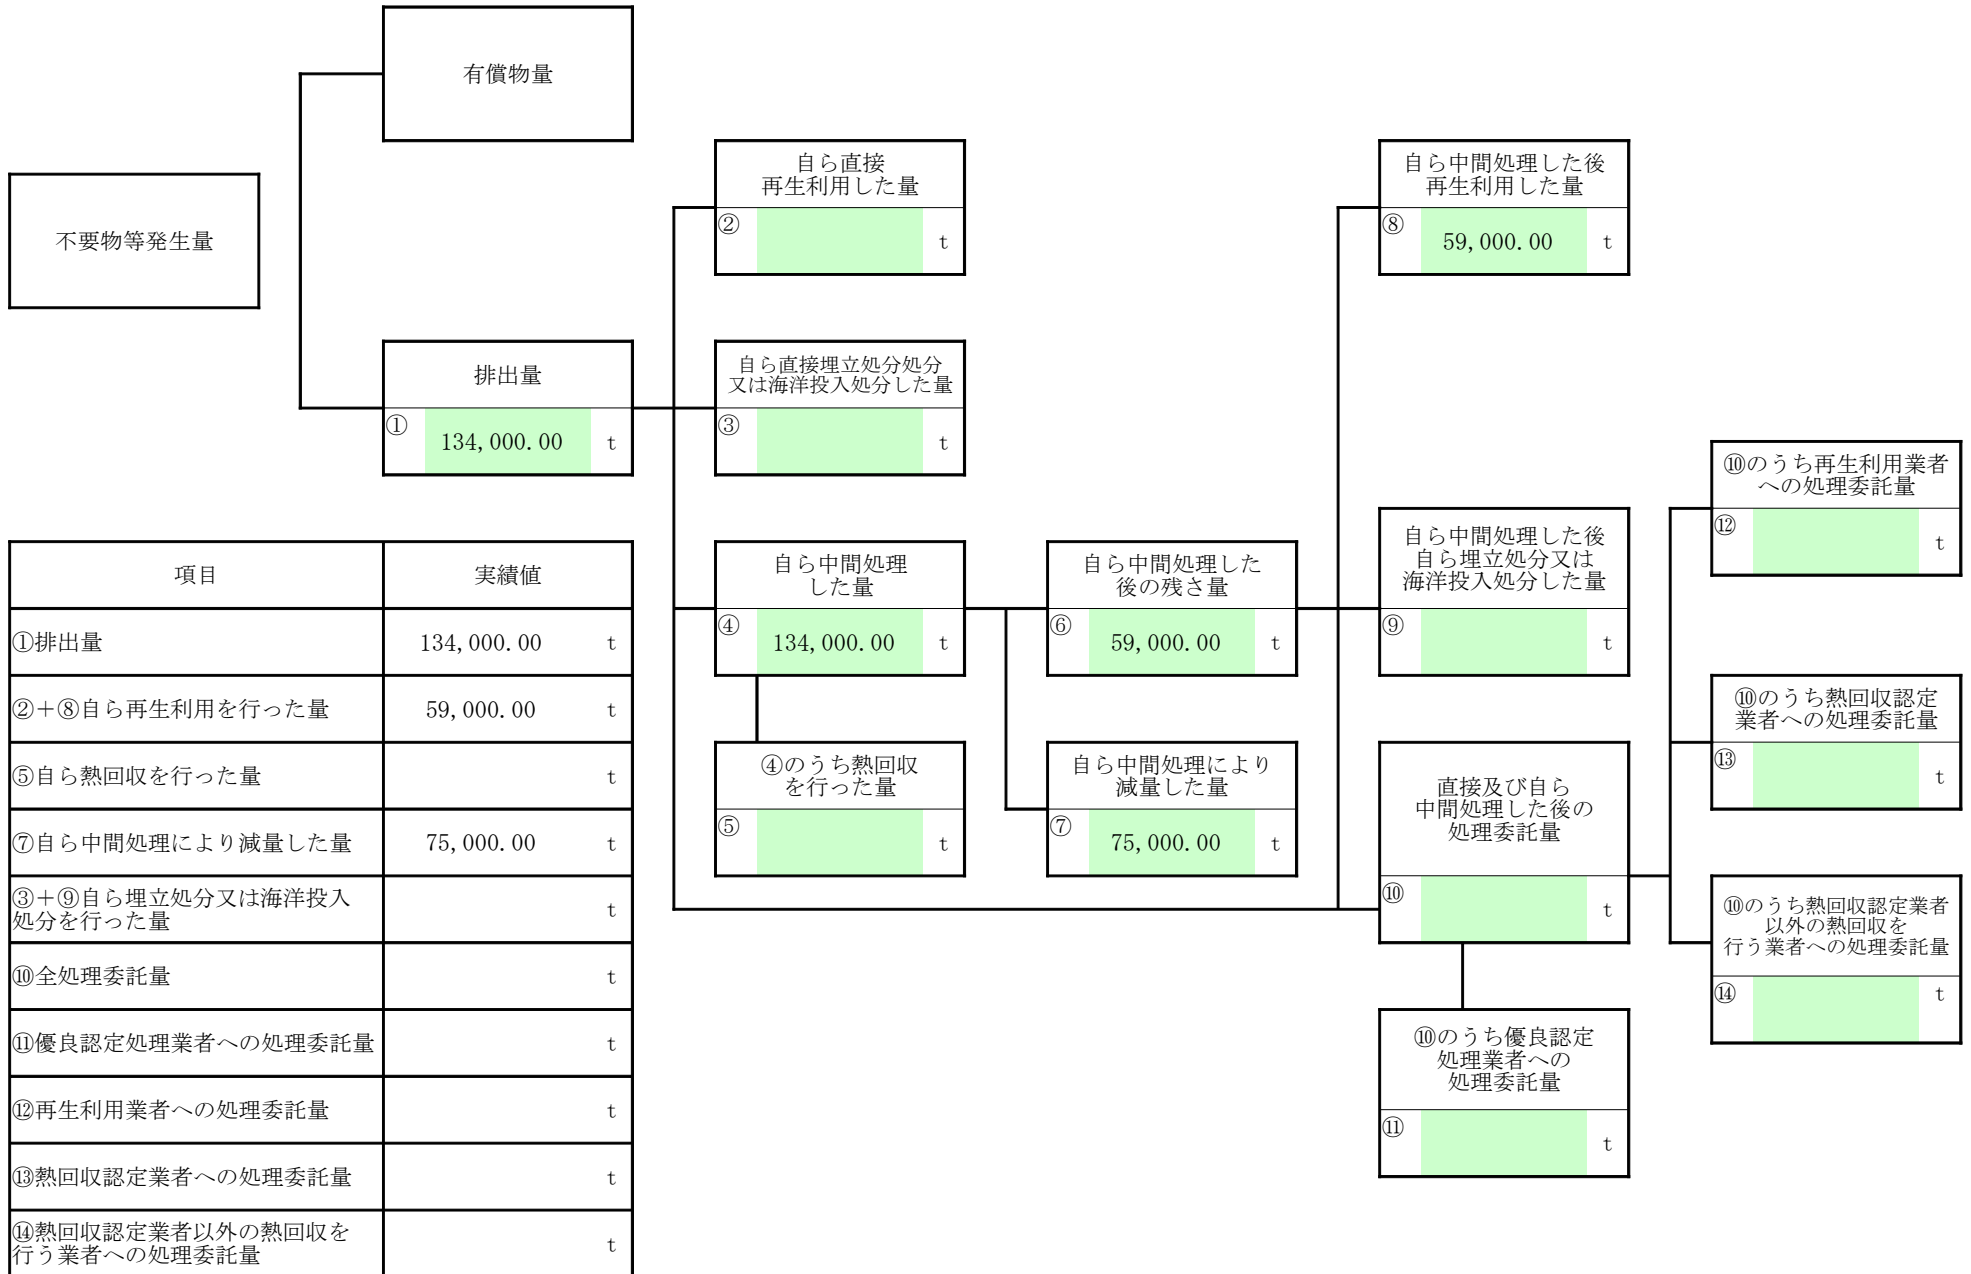 有償物量
不要物等発生量
自ら直接
再生利用した量
②
t
自ら中間処理した後
再生利用した量
⑧
59,000.00 t
排出量
①
134,000.00 t
自ら直接埋立処分処分
又は海洋投入処分した量
③
t
⑩のうち再生利用業者
への処理委託量
⑫
t
自ら中間処理
した量
④
134,000.00 t
自ら中間処理した
後の残さ量
⑥
59,000.00 t
自ら中間処理した後
自ら埋立処分又は
海洋投入処分した量
⑨
t
⑩のうち熱回収認定
業者への処理委託量
⑬
t
④のうち熱回収
を行った量
⑤
t
自ら中間処理により
減量した量
⑦
75,000.00 t
直接及び自ら
中間処理した後の
処理委託量
⑩
t
⑩のうち熱回収認定業者
以外の熱回収を
行う業者への処理委託量
⑭
t
⑩のうち優良認定
処理業者への
処理委託量
⑪
t
項目 実績値
①排出量 134,000.00 t
②+⑧自ら再生利用を行った量 59,000.00 t
⑤自ら熱回収を行った量 t
⑦自ら中間処理により減量した量 75,000.00 t
③+⑨自ら埋立処分又は海洋投入
処分を行った量 t
⑩全処理委託量 t
⑪優良認定処理業者への処理委託量 t
⑫再生利用業者への処理委託量 t
⑬熱回収認定業者への処理委託量 t
⑭熱回収認定業者以外の熱回収を
行う業者への処理委託量 t